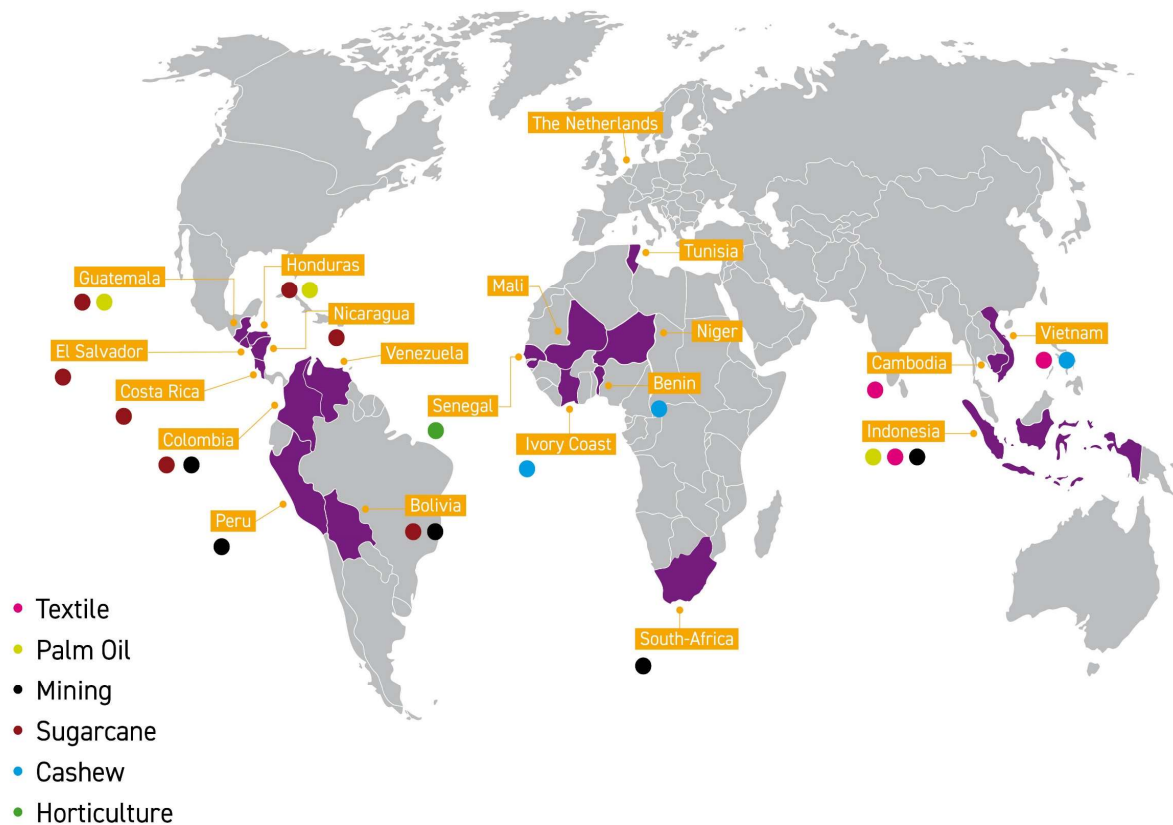 The Netherlands
Tunisia
Honduras
Guatemala
Mali
Nicaragua
Niger
Vietnam
El Salvador
Venezuela
Cambodia
Costa Rica
Benin
Senegal
Colombia
Ivory Coast
Indonesia
Bolivia
Peru
South-Africa
Textile
Palm Oil
Mining
Sugarcane
Cashew
Horticulture